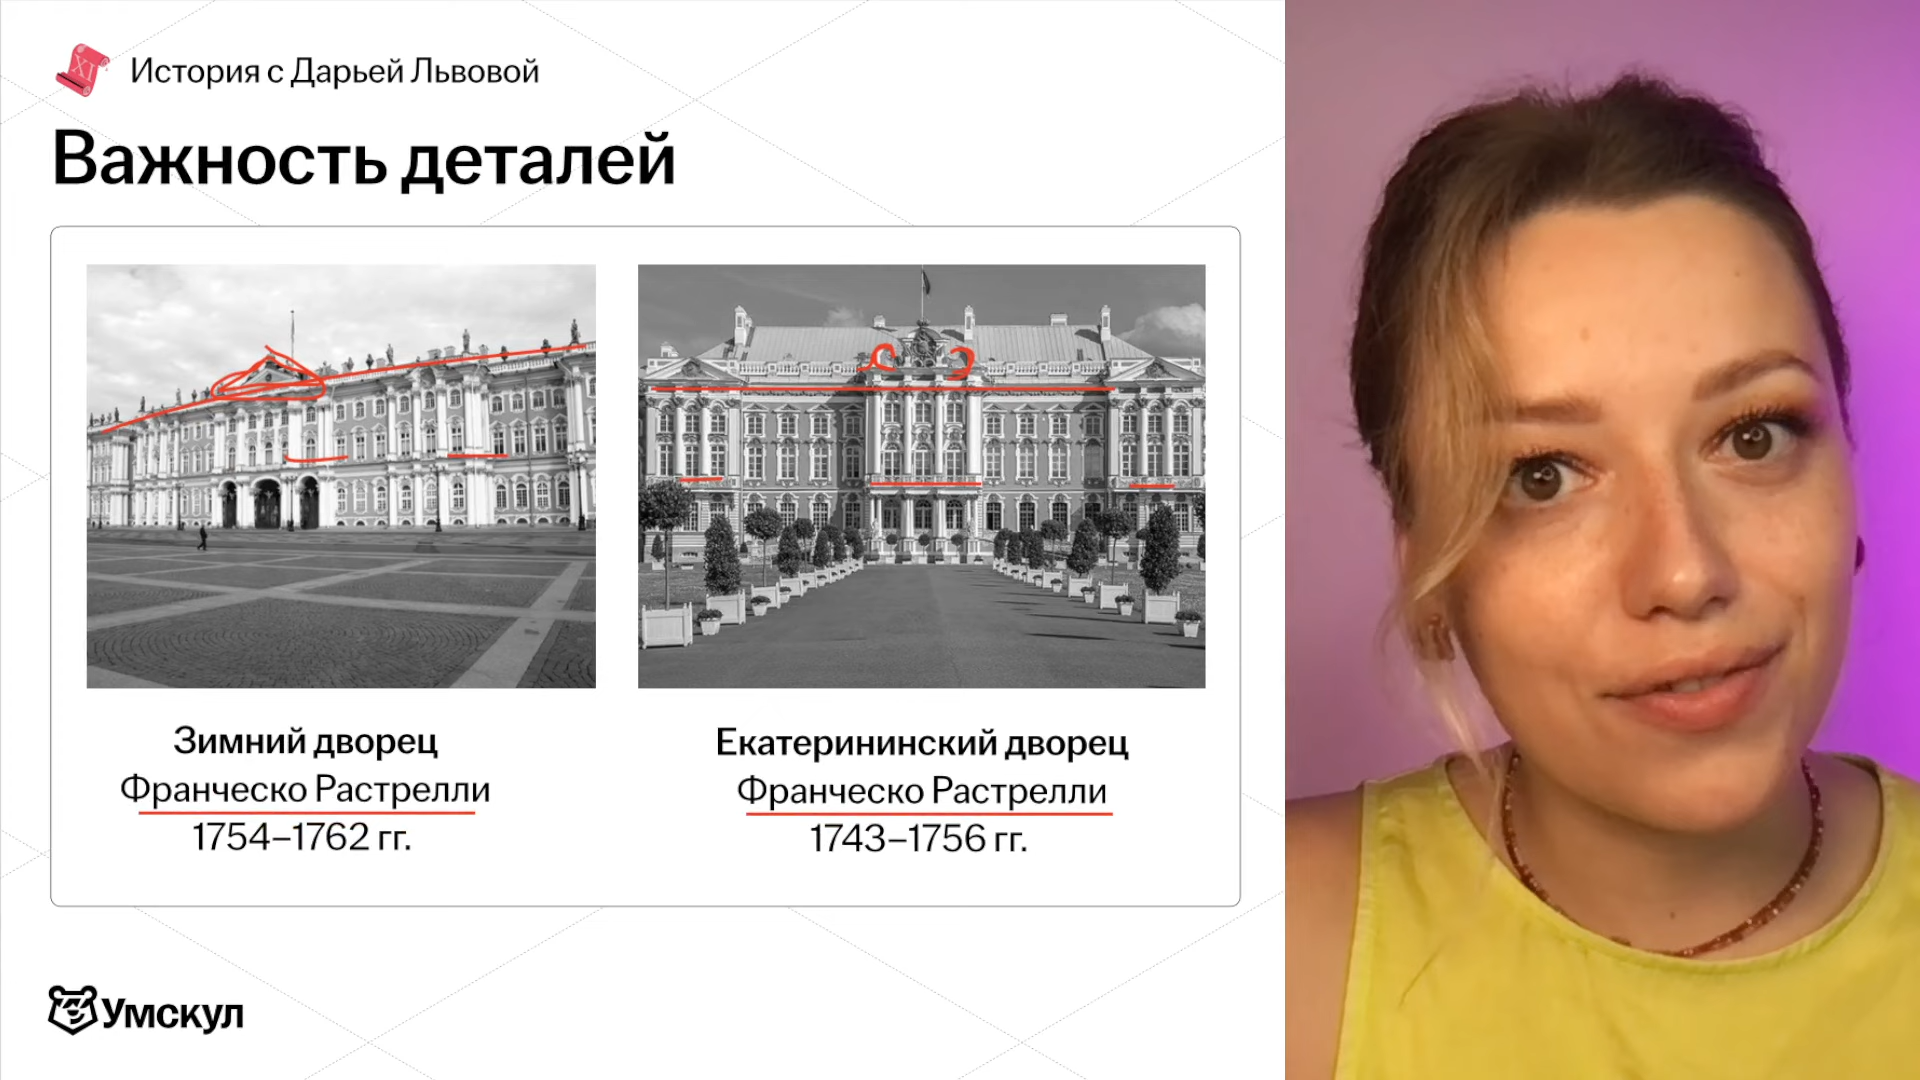 XI
История с Дарьей Львовой
Важность деталей
Зимний дворец
Франческо Растрелли
1754–1762 гг.
Екатерининский дворец
Франческо Растрелли
1743–1756 гг.
Умскул